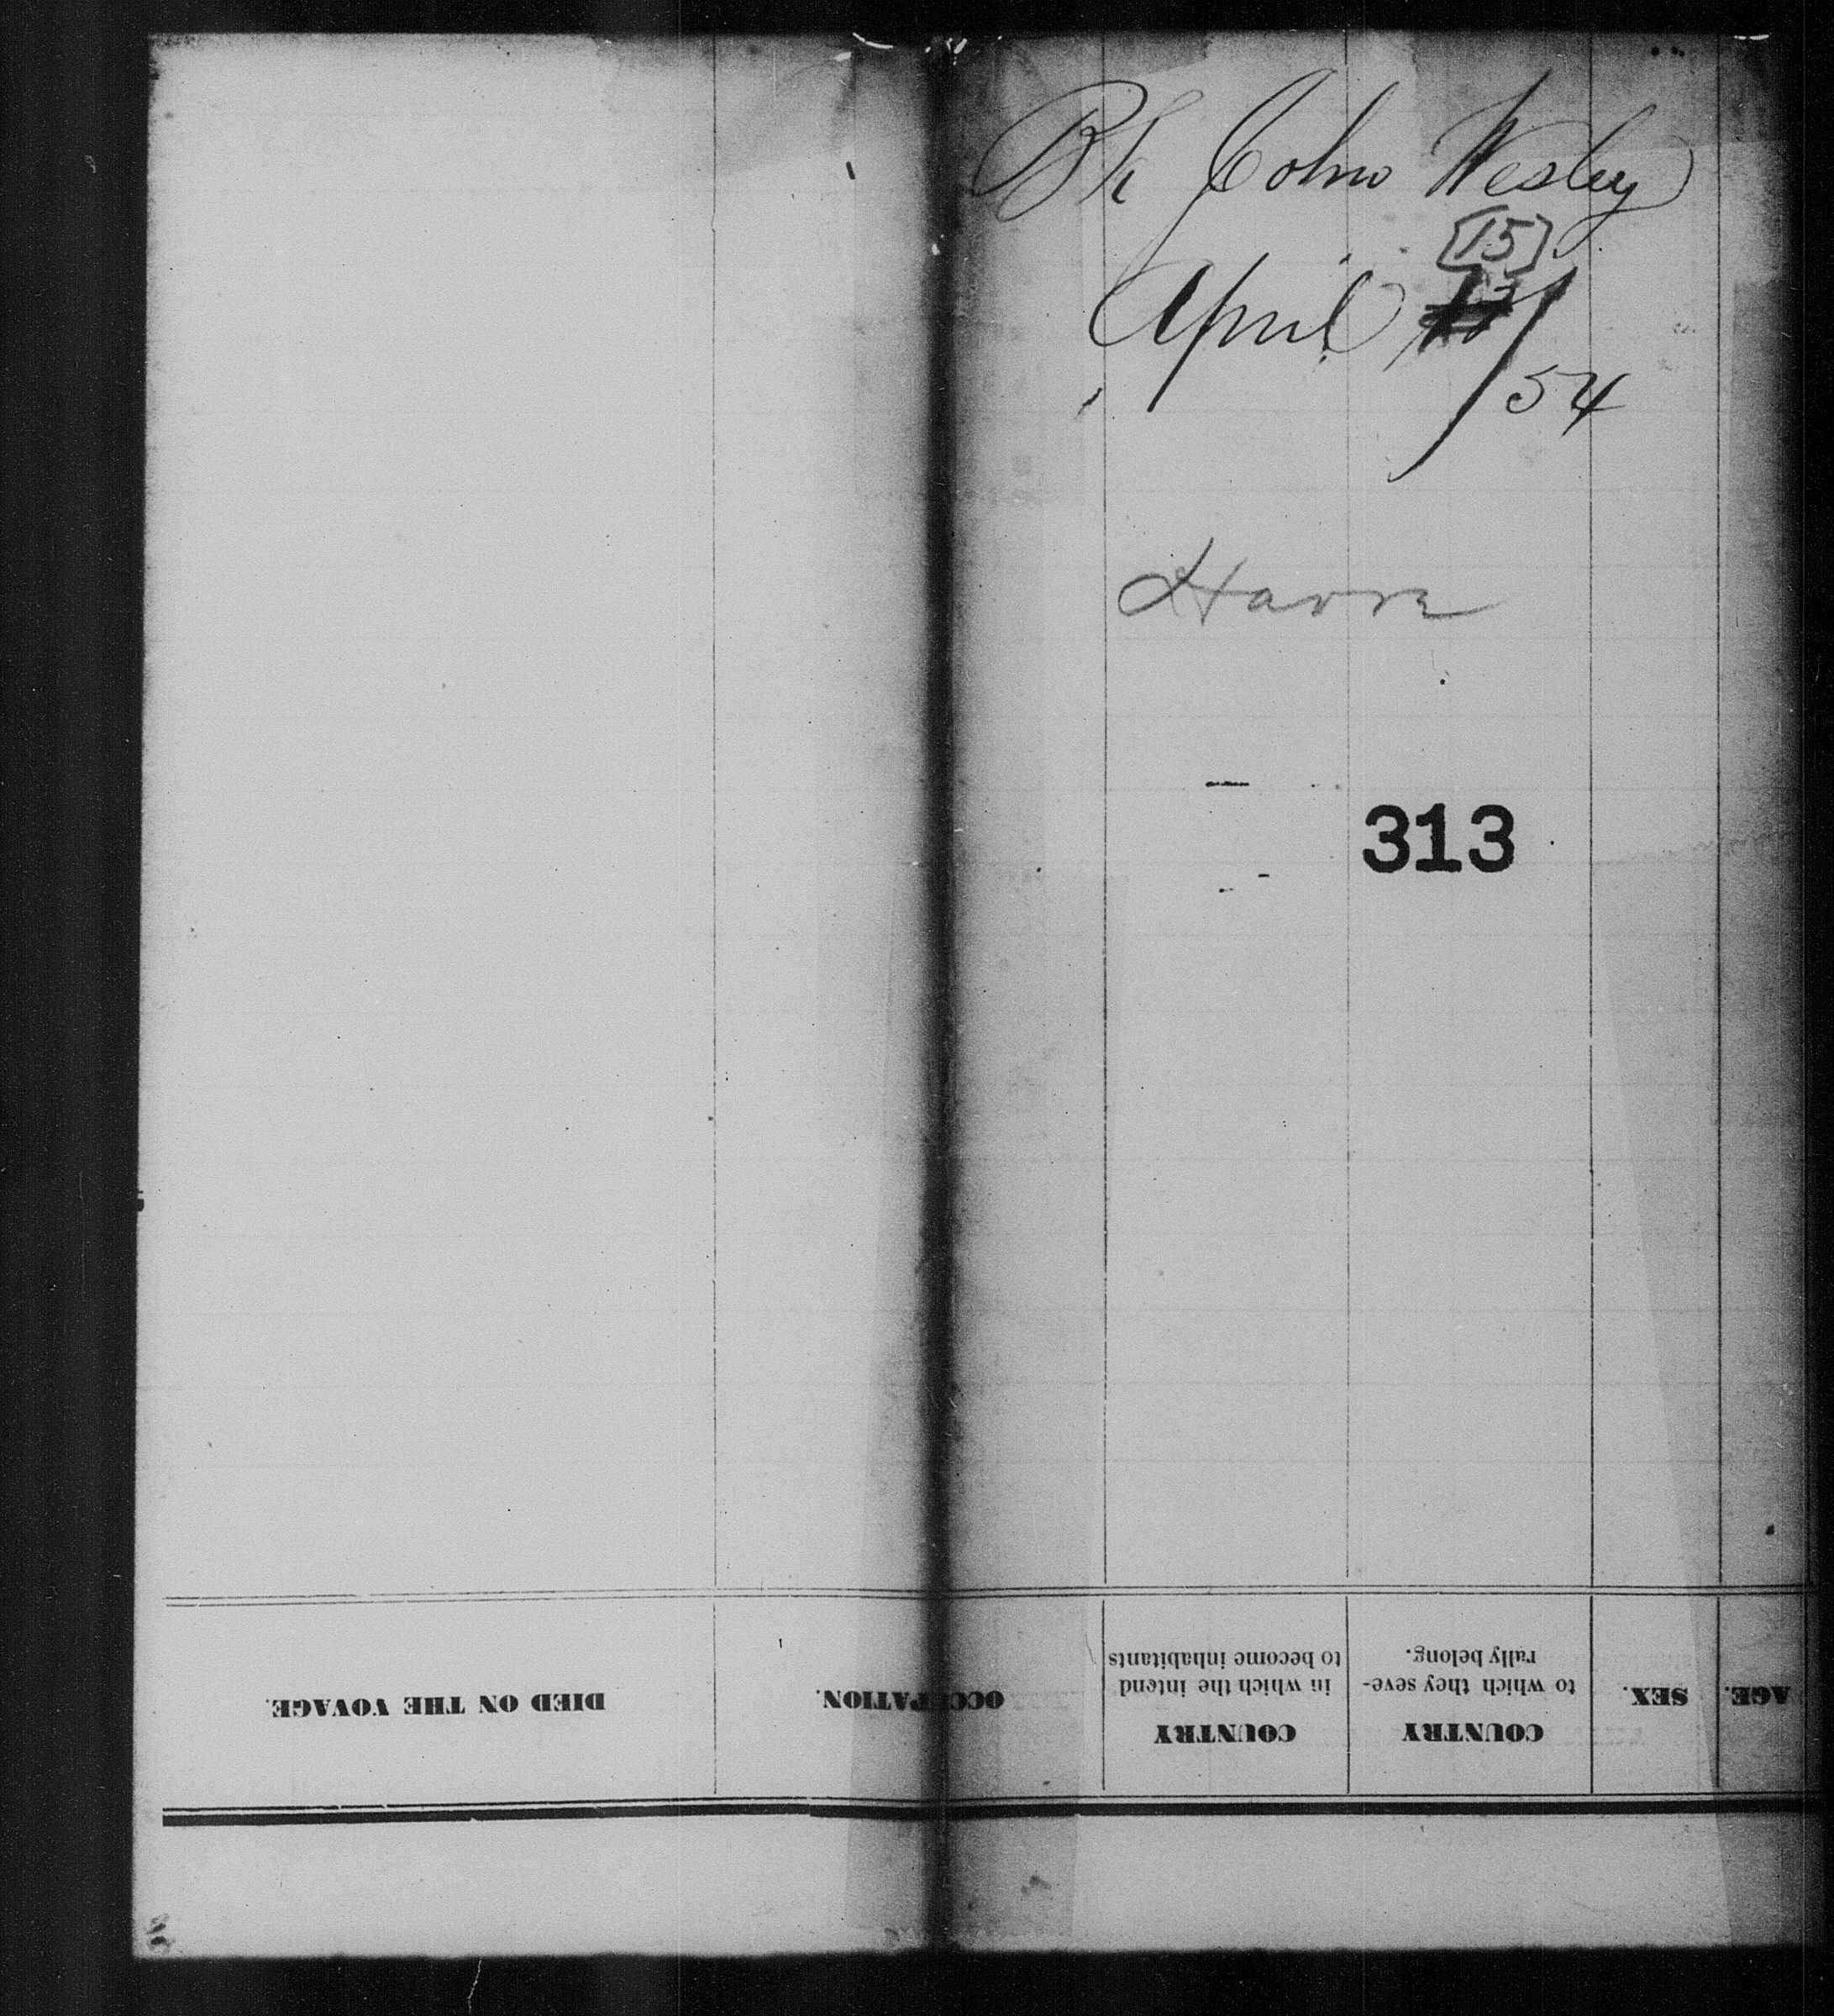 Bk John Wesley
[15]
April /54
Havre
313
AGE.
SEX.
COUNTRY
to which they seve-
rally belong.
COUNTRY
in which the intend
to become inhabitants
OCCUPATION.
DIED ON THE VOYAGE.